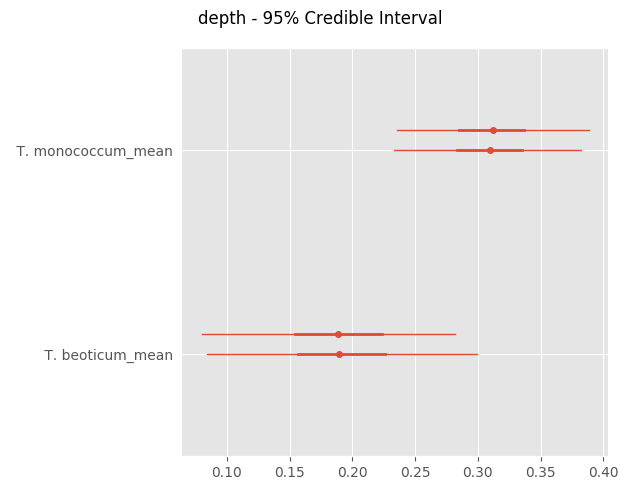 depth - 95% Credible Interval
T. monococcum_mean
T. beoticum_mean
0.10 0.15 0.20 0.25 0.30 0.35 0.40